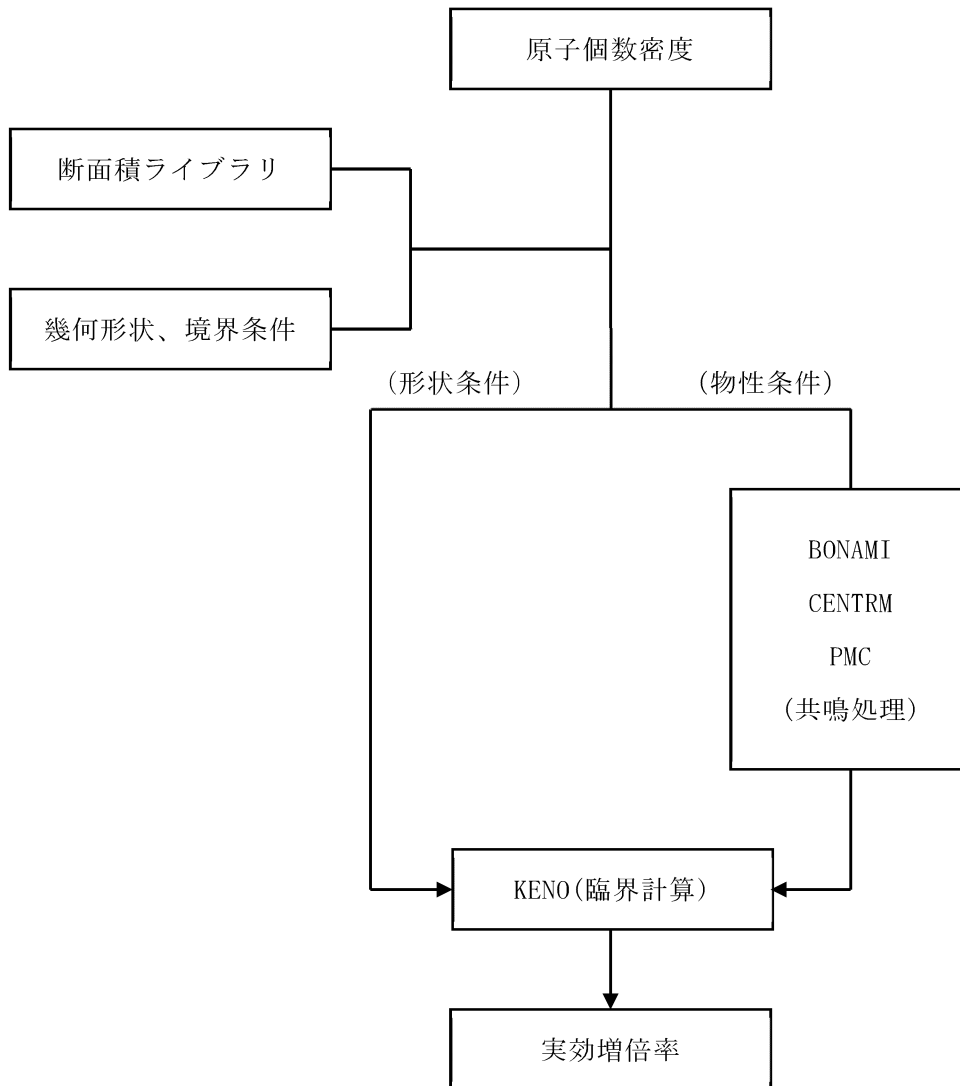 原子個数密度
断面積ライブラリ
幾何形状、境界条件
(形状条件)
(物性条件)
BONAMI
CENTRM
PMC
(共鳴処理)
KENO(臨界計算)
実効増倍率